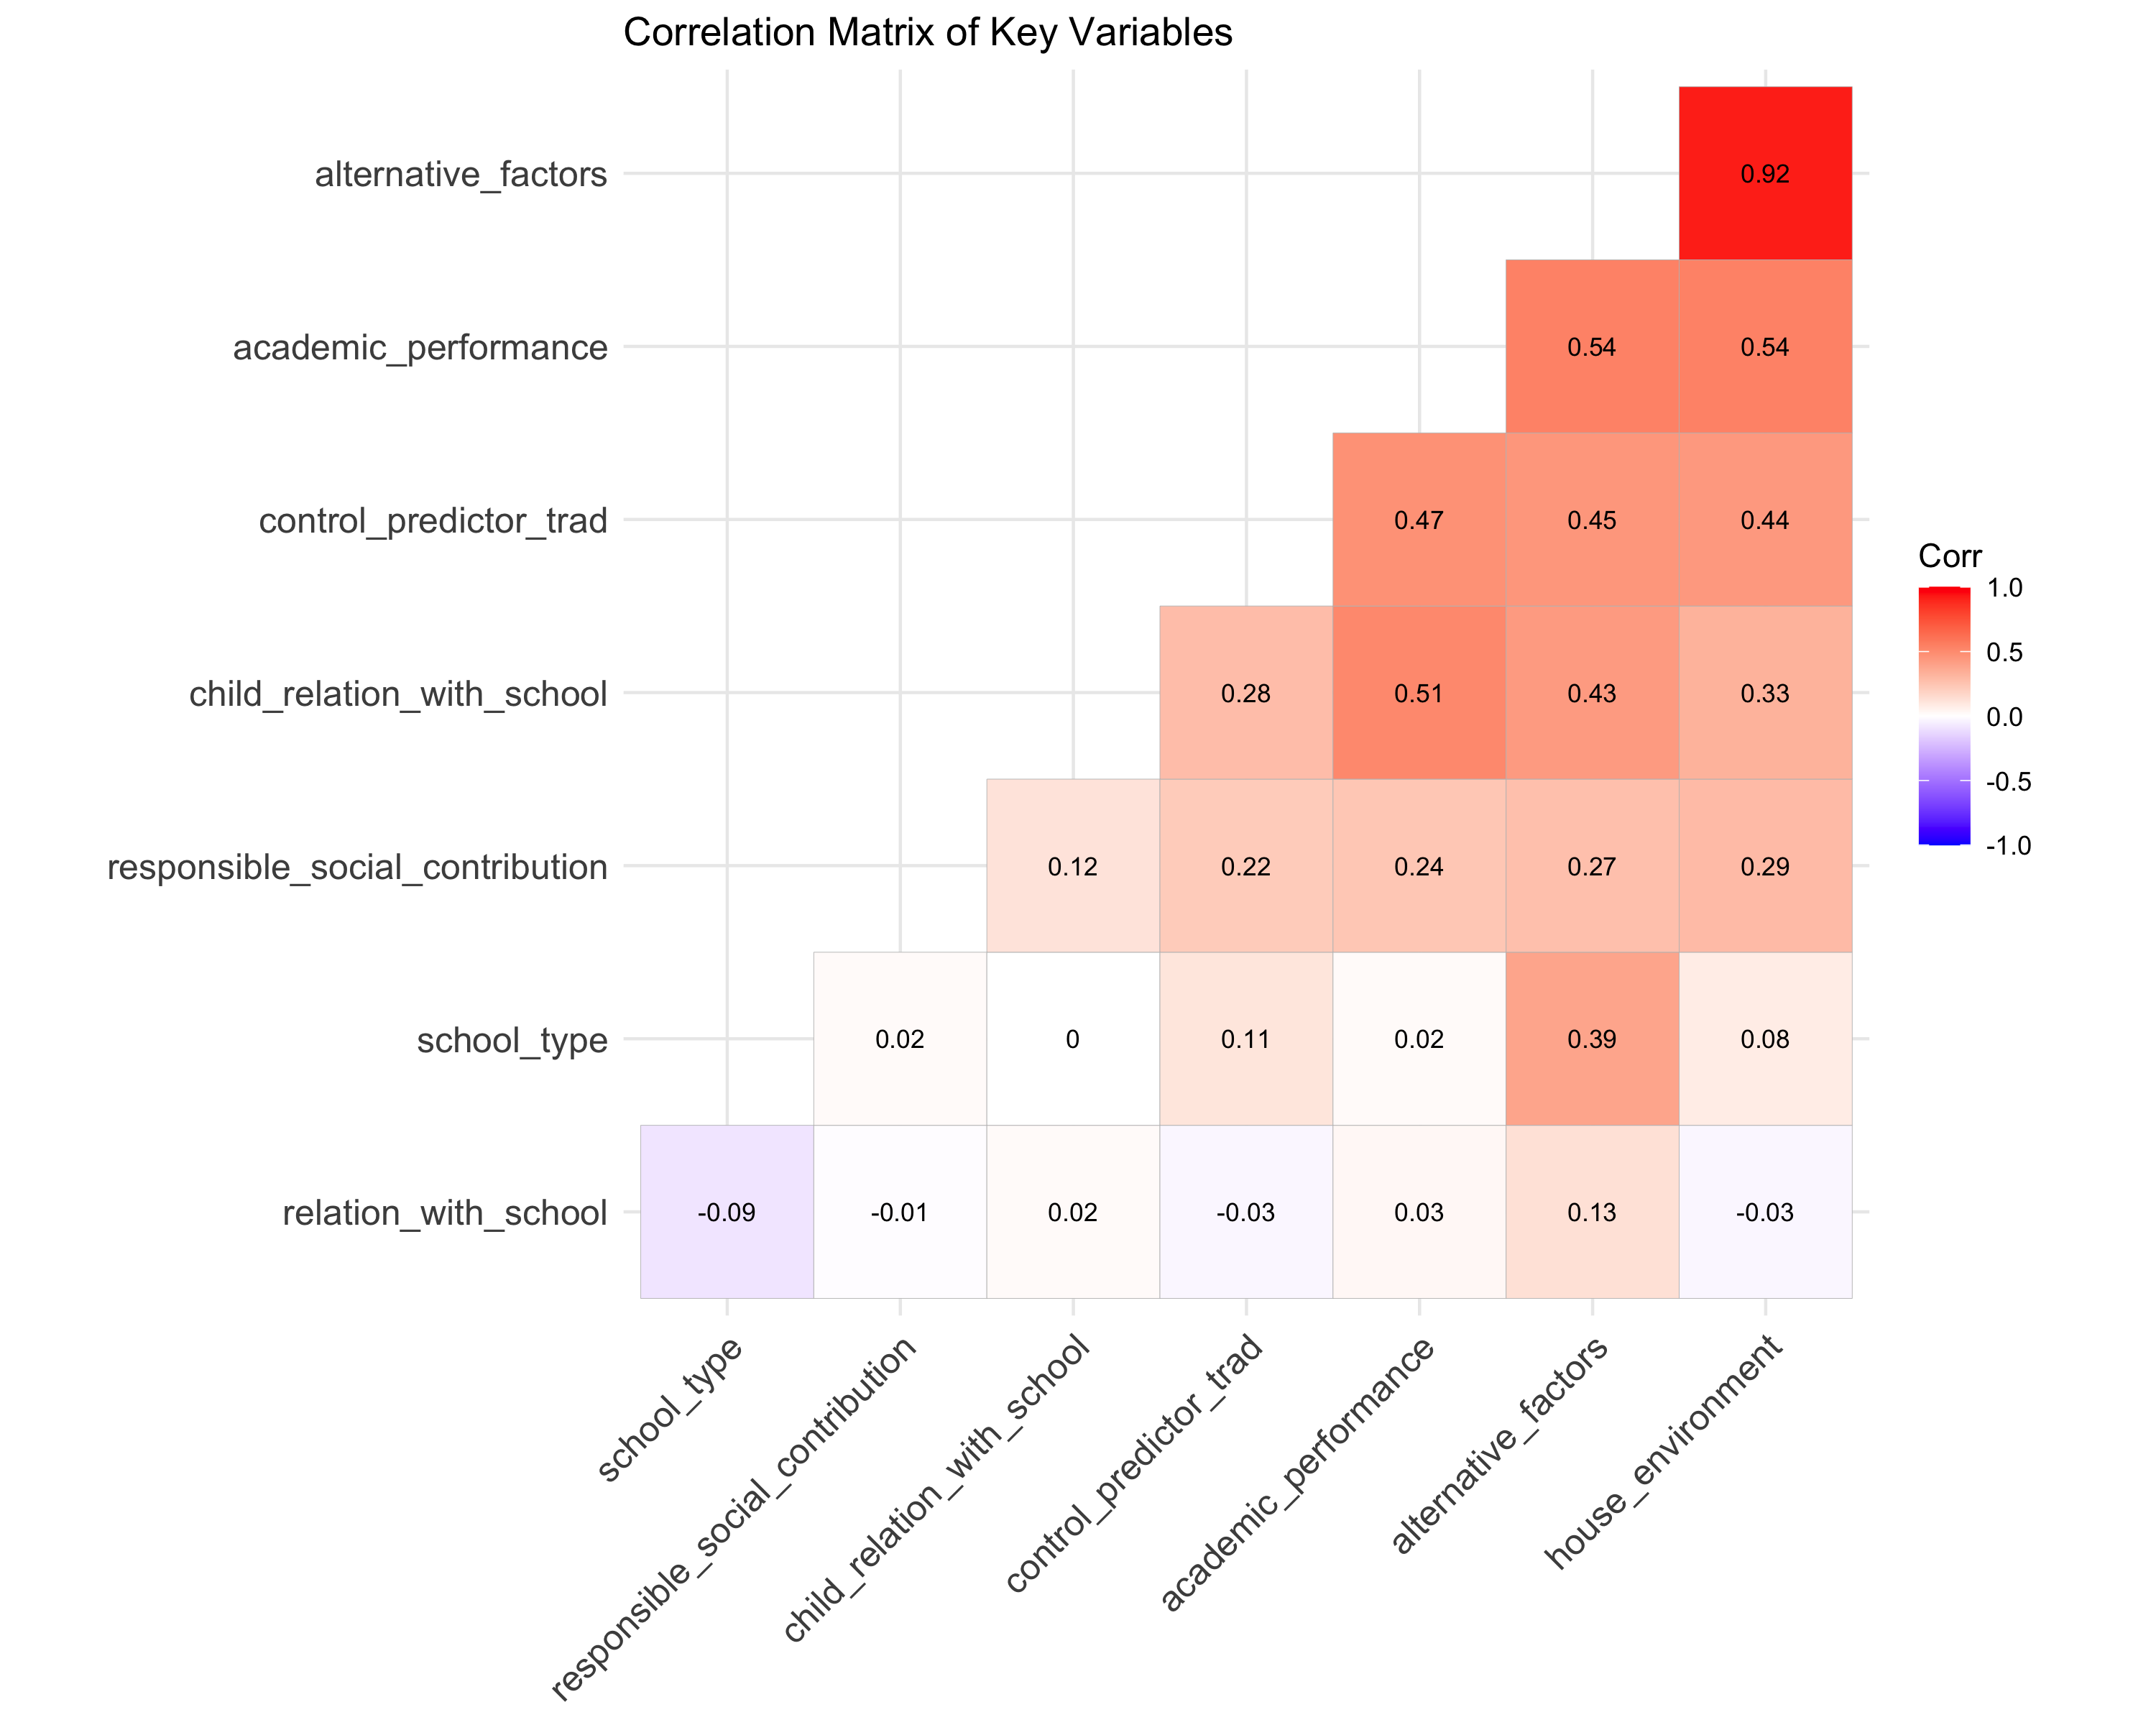 Correlation Matrix of Key Variables
alternative_factors
0.92
academic_performance
0.54 0.54
control_predictor_trad
0.47 0.45 0.44
child_relation_with_school
0.28 0.51 0.43 0.33
responsible_social_contribution
0.12 0.22 0.24 0.27 0.29
school_type
0.02 0 0.11 0.02 0.39 0.08
relation_with_school
-0.09 -0.01 0.02 -0.03 0.03 0.13 -0.03
school_type
responsible_social_contribution
child_relation_with_school
control_predictor_trad
academic_performance
alternative_factors
house_environment
Corr
1.0
0.5
0.0
-0.5
-1.0